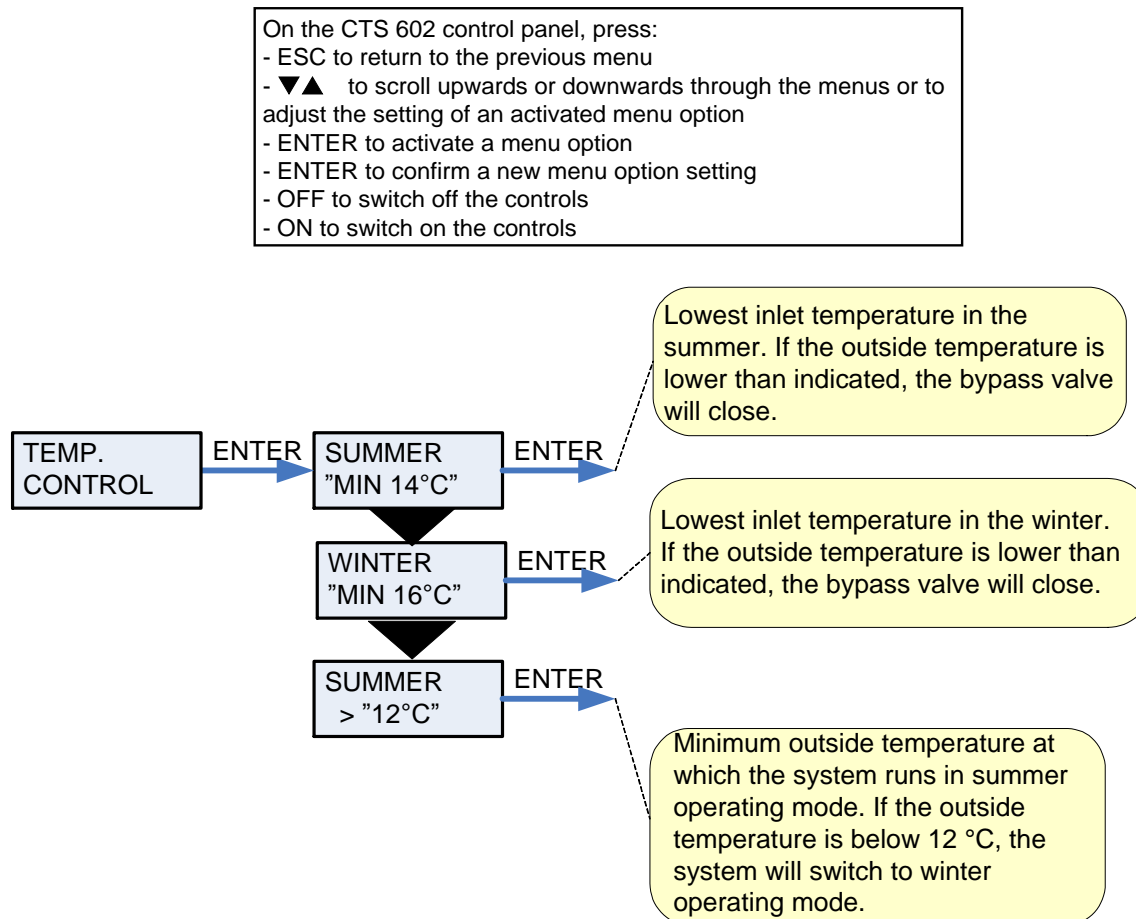 On the CTS 602 control panel, press:
- ESC to return to the previous menu
- ▼▲ to scroll upwards or downwards through the menus or to
adjust the setting of an activated menu option
- ENTER to activate a menu option
- ENTER to confirm a new menu option setting
- OFF to switch off the controls
- ON to switch on the controls
TEMP.
CONTROL
ENTER
SUMMER
”MIN 14°C”
ENTER
Lowest inlet temperature in the
summer. If the outside temperature is
lower than indicated, the bypass valve
will close.
WINTER
”MIN 16°C”
ENTER
Lowest inlet temperature in the winter.
If the outside temperature is lower than
indicated, the bypass valve will close.
SUMMER
> ”12°C”
ENTER
Minimum outside temperature at
which the system runs in summer
operating mode. If the outside
temperature is below 12 °C, the
system will switch to winter
operating mode.